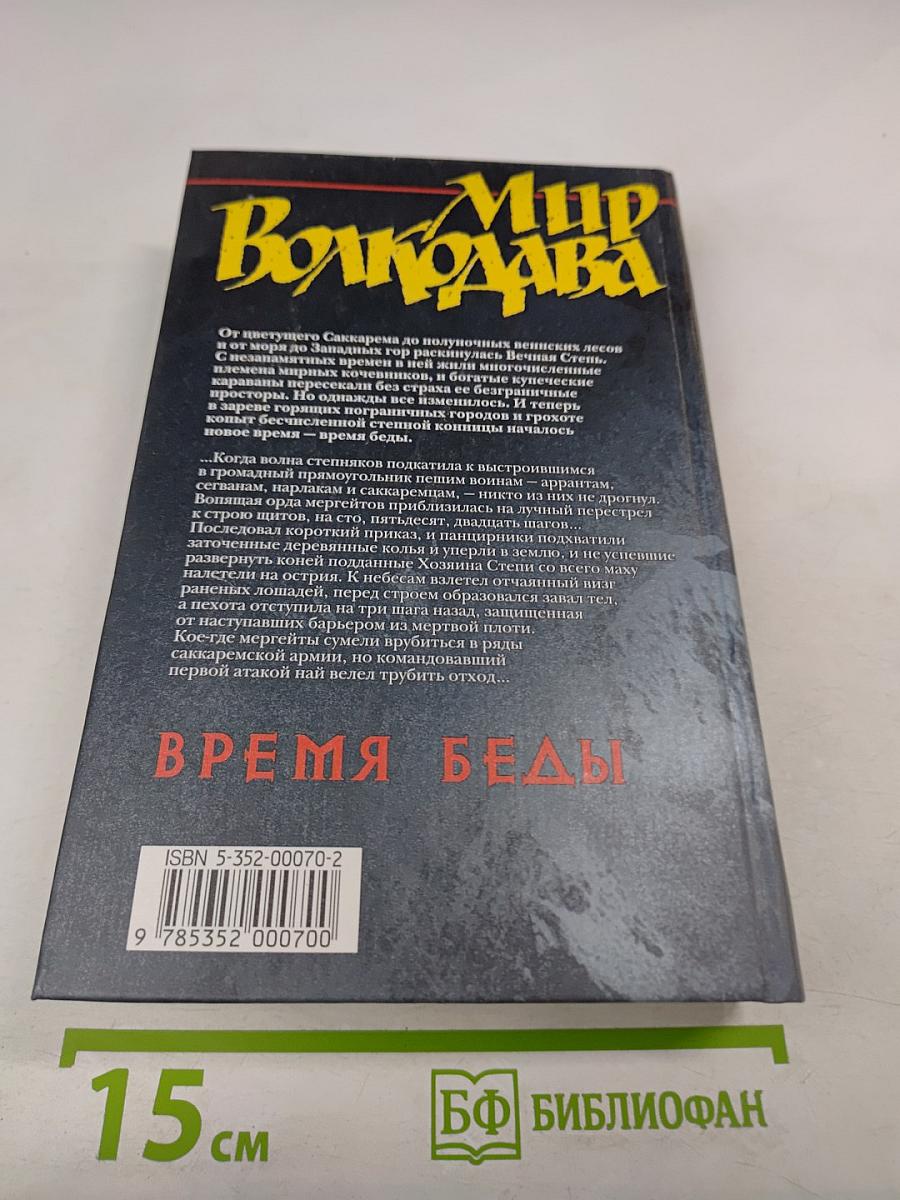 Мир
Волкодава
От цветущего Саккарема до полуночных веннских лесов
и от моря до Западных гор раскинулась Вечная Степь.
С незапамятных времен в ней жили многочисленные
племена мирных кочевников, и богатые купеческие
караваны пересекали без страха ее безграничные
просторы. Но однажды все изменилось. И теперь
в зареве горящих пограничных городов и грохоте
копыт бесчисленной степной конницы началось
новое время — время беды.
...Когда волна степняков подкатила к выстроившимся
в громадный прямоугольник пешим воинам — аррантам,
сегванам, нарлакам и саккаремцам, — никто из них не дрогнул.
Вопящая орда мергейтов приблизилась на лучный перестрел
к строю щитов, на сто, пятьдесят, двадцать шагов...
Последовал короткий приказ, и панцирники подхватили
заточенные деревянные колья и уперли в землю, и не успевшие
развернуть коней подданные Хозяина Степи со всего маху
налетели на острия. К небесам взлетел отчаянный визг
раненых лошадей, перед строем образовался завал тел,
а пехота отступила на три шага назад, защищенная
от наступавших барьером из мертвой плоти.
Кое-где мергейты сумели врубиться в ряды
саккаремской армии, но командовавший
первой атакой най велел трубить отход...
ВРЕМЯ БЕДЫ
ISBN 5-352-00070-2
9 785352 000700
15 см
БФ БИБЛИОФАН